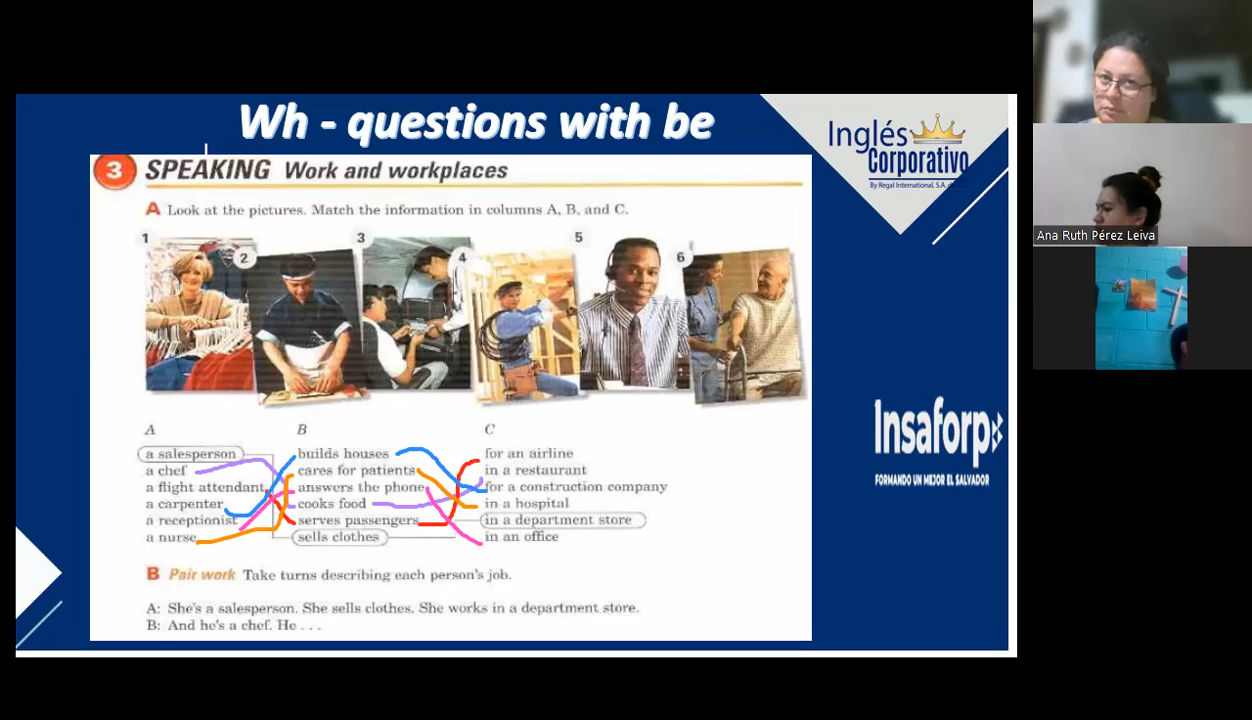 Wh - questions with be
3 SPEAKING Work and workplaces
A Look at the pictures. Match the information in columns A, B, and C.
1 2 3 4 5 6
A B C
a salesperson builds houses for an airline
a chef cares for patients in a restaurant
a flight attendant answers the phone for a construction company
a carpenter cooks food in a hospital
a receptionist serves passengers in a department store
a nurse sells clothes in an office
B Pair work Take turns describing each person's job.
A: She's a salesperson. She sells clothes. She works in a department store.
B: And he's a chef. He . . .
Inglés
Corporativo
By Regal International, S.A. de C.V.
Insaforp
FORMANDO UN MEJOR EL SALVADOR
Ana Ruth Pérez Leiva